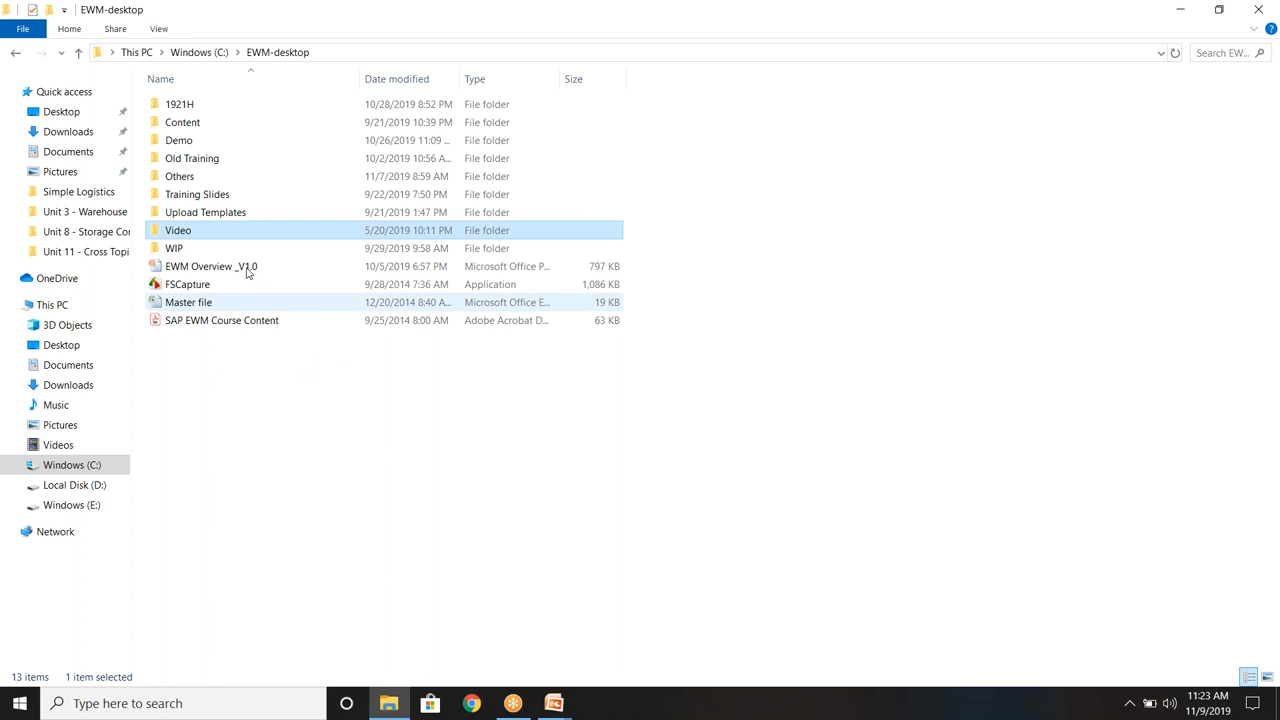 EWM-desktop
File Home Share View
This PC Windows (C:) EWM-desktop Search EW...
Name Date modified Type Size
Quick access
Desktop
Downloads
Documents
Pictures
Simple Logistics
Unit 3 - Warehouse
Unit 8 - Storage Cor
Unit 11 - Cross Topi
OneDrive
This PC
3D Objects
Desktop
Documents
Downloads
Music
Pictures
Videos
Windows (C:)
Local Disk (D:)
Windows (E:)
Network
1921H 10/28/2019 8:52 PM File folder
Content 9/21/2019 10:39 PM File folder
Demo 10/26/2019 11:09 ... File folder
Old Training 10/2/2019 10:56 A... File folder
Others 11/7/2019 8:59 AM File folder
Training Slides 9/22/2019 7:50 PM File folder
Upload Templates 9/21/2019 1:47 PM File folder
Video 5/20/2019 10:11 PM File folder
WIP 9/29/2019 9:58 AM File folder
EWM Overview _V1.0 10/5/2019 6:57 PM Microsoft Office P... 797 KB
FSCapture 9/28/2014 7:36 AM Application 1,086 KB
Master file 12/20/2014 8:40 A... Microsoft Office E... 19 KB
SAP EWM Course Content 9/25/2014 8:00 AM Adobe Acrobat D... 63 KB
13 items 1 item selected
Type here to search
11:23 AM
11/9/2019